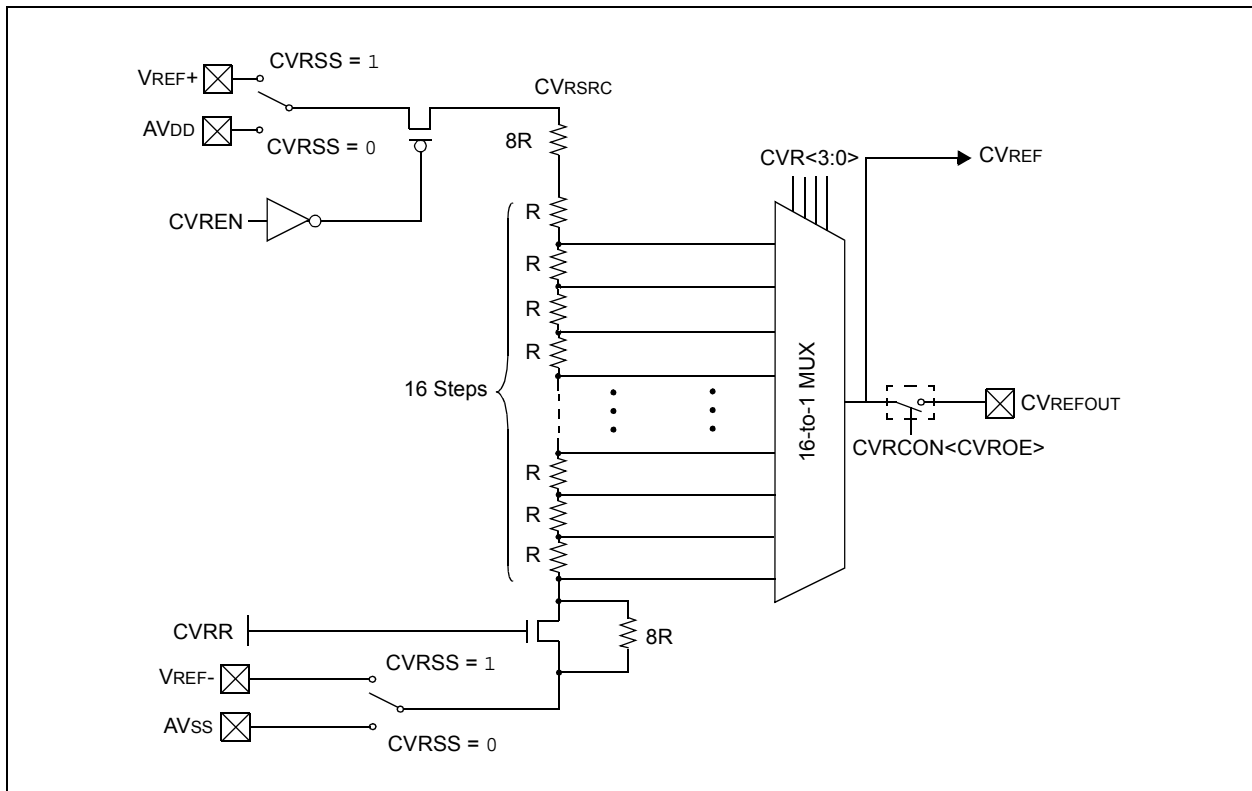 CVRSS = 1
VREF+
CVRSRC
AVDD
8R
CVRSS = 0
CVR<3:0>
CVREF
CVREN
R
R
R
R
16 Steps
16-to-1 MUX
CVREFOUT
CVRCON<CVROE>
R
R
R
CVRR
8R
CVRSS = 1
VREF-
AVSS
CVRSS = 0